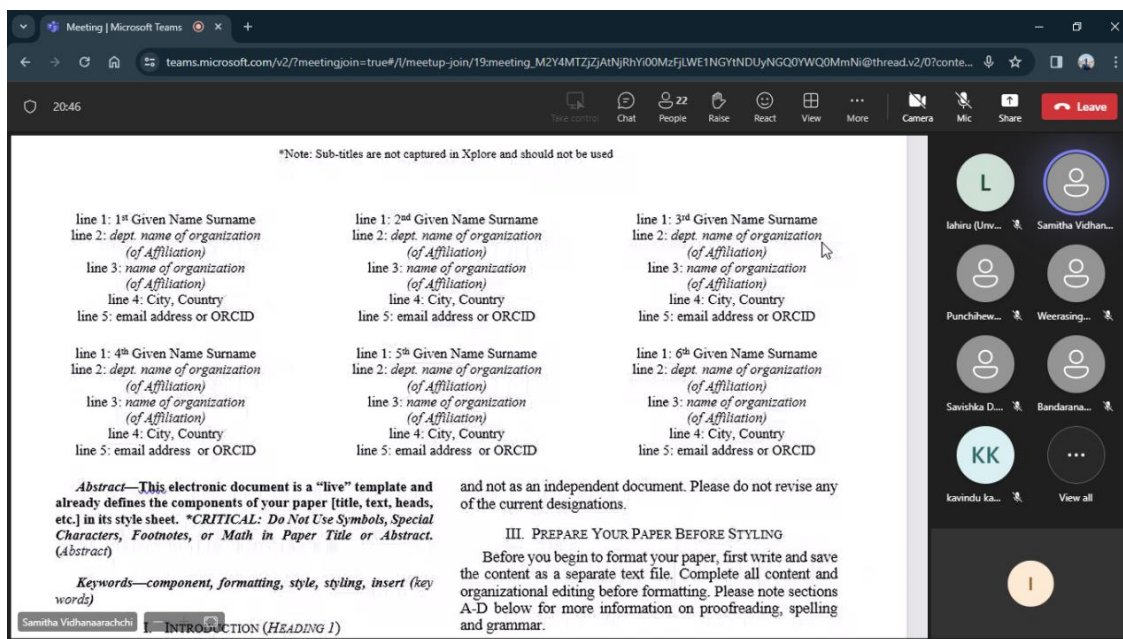 Meeting | Microsoft Teams
teams.microsoft.com/v2/?meetingjoin=true#/l/meetup-join/19:meeting_M2Y4MTZjZjAtNjRhYi00MzFjLWE1NGYtNDUyNGQ0YWQ0MmNi@thread.v2/0?conte...
20:46
Take control
Chat
22
People
Raise
React
View
More
Camera
Mic
Share
Leave
*Note: Sub-titles are not captured in Xplore and should not be used
line 1: 1st Given Name Surname
line 2: dept. name of organization
(of Affiliation)
line 3: name of organization
(of Affiliation)
line 4: City, Country
line 5: email address or ORCID
line 1: 2nd Given Name Surname
line 2: dept. name of organization
(of Affiliation)
line 3: name of organization
(of Affiliation)
line 4: City, Country
line 5: email address or ORCID
line 1: 3rd Given Name Surname
line 2: dept. name of organization
(of Affiliation)
line 3: name of organization
(of Affiliation)
line 4: City, Country
line 5: email address or ORCID
line 1: 4th Given Name Surname
line 2: dept. name of organization
(of Affiliation)
line 3: name of organization
(of Affiliation)
line 4: City, Country
line 5: email address or ORCID
line 1: 5th Given Name Surname
line 2: dept. name of organization
(of Affiliation)
line 3: name of organization
(of Affiliation)
line 4: City, Country
line 5: email address or ORCID
line 1: 6th Given Name Surname
line 2: dept. name of organization
(of Affiliation)
line 3: name of organization
(of Affiliation)
line 4: City, Country
line 5: email address or ORCID
Abstract—This electronic document is a “live” template and
already defines the components of your paper [title, text, heads,
etc.] in its style sheet. *CRITICAL: Do Not Use Symbols, Special
Characters, Footnotes, or Math in Paper Title or Abstract.
(Abstract)
Keywords—component, formatting, style, styling, insert (key
words)
I. INTRODUCTION (HEADING 1)
and not as an independent document. Please do not revise any
of the current designations.
III. PREPARE YOUR PAPER BEFORE STYLING
Before you begin to format your paper, first write and save
the content as a separate text file. Complete all content and
organizational editing before formatting. Please note sections
A-D below for more information on proofreading, spelling
and grammar.
Samitha Vidhanaarachchi
L
lahiru (Unv...
Samitha Vidhan...
Punchihew...
Weerasing...
Savishka D....
Bandarana...
KK
kavindu ka...
View all
I